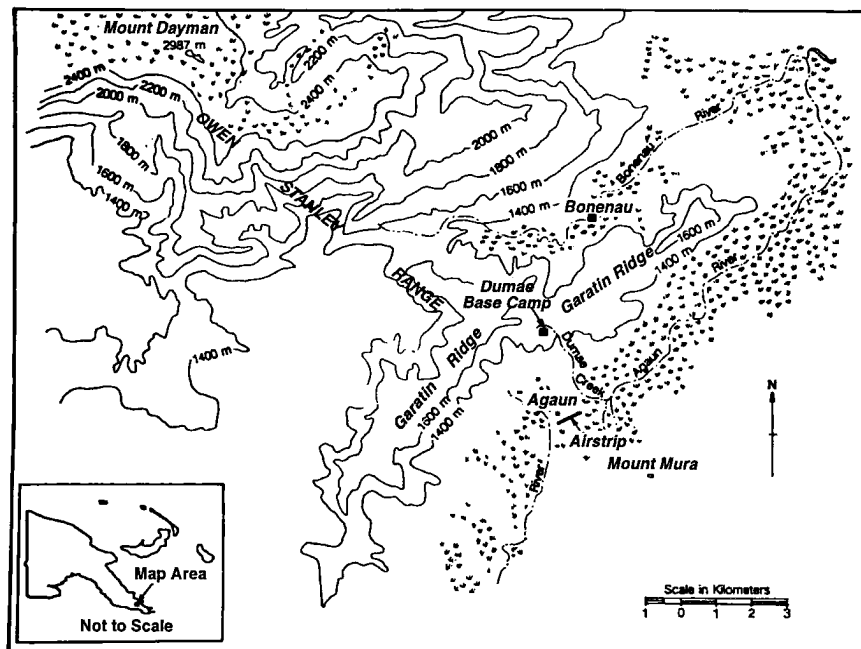 Mount Dayman
2987 m
2400 m
2200 m
2000 m
1800 m
1600 m
1400 m
2200 m
2400 m
OWEN
STANLEY
RANGE
2000 m
1800 m
1600 m
1400 m
Bonenau
River
Bonenau
Dumae
Base Camp
Garatin Ridge
1600 m
1400 m
River
Agaun
Dumae
Creek
1400 m
Garatin Ridge
1600 m
1400 m
Agaun
Airstrip
Mount Mura
River
N
Map Area
Not to Scale
Scale in Kilometers
1 0 1 2 3